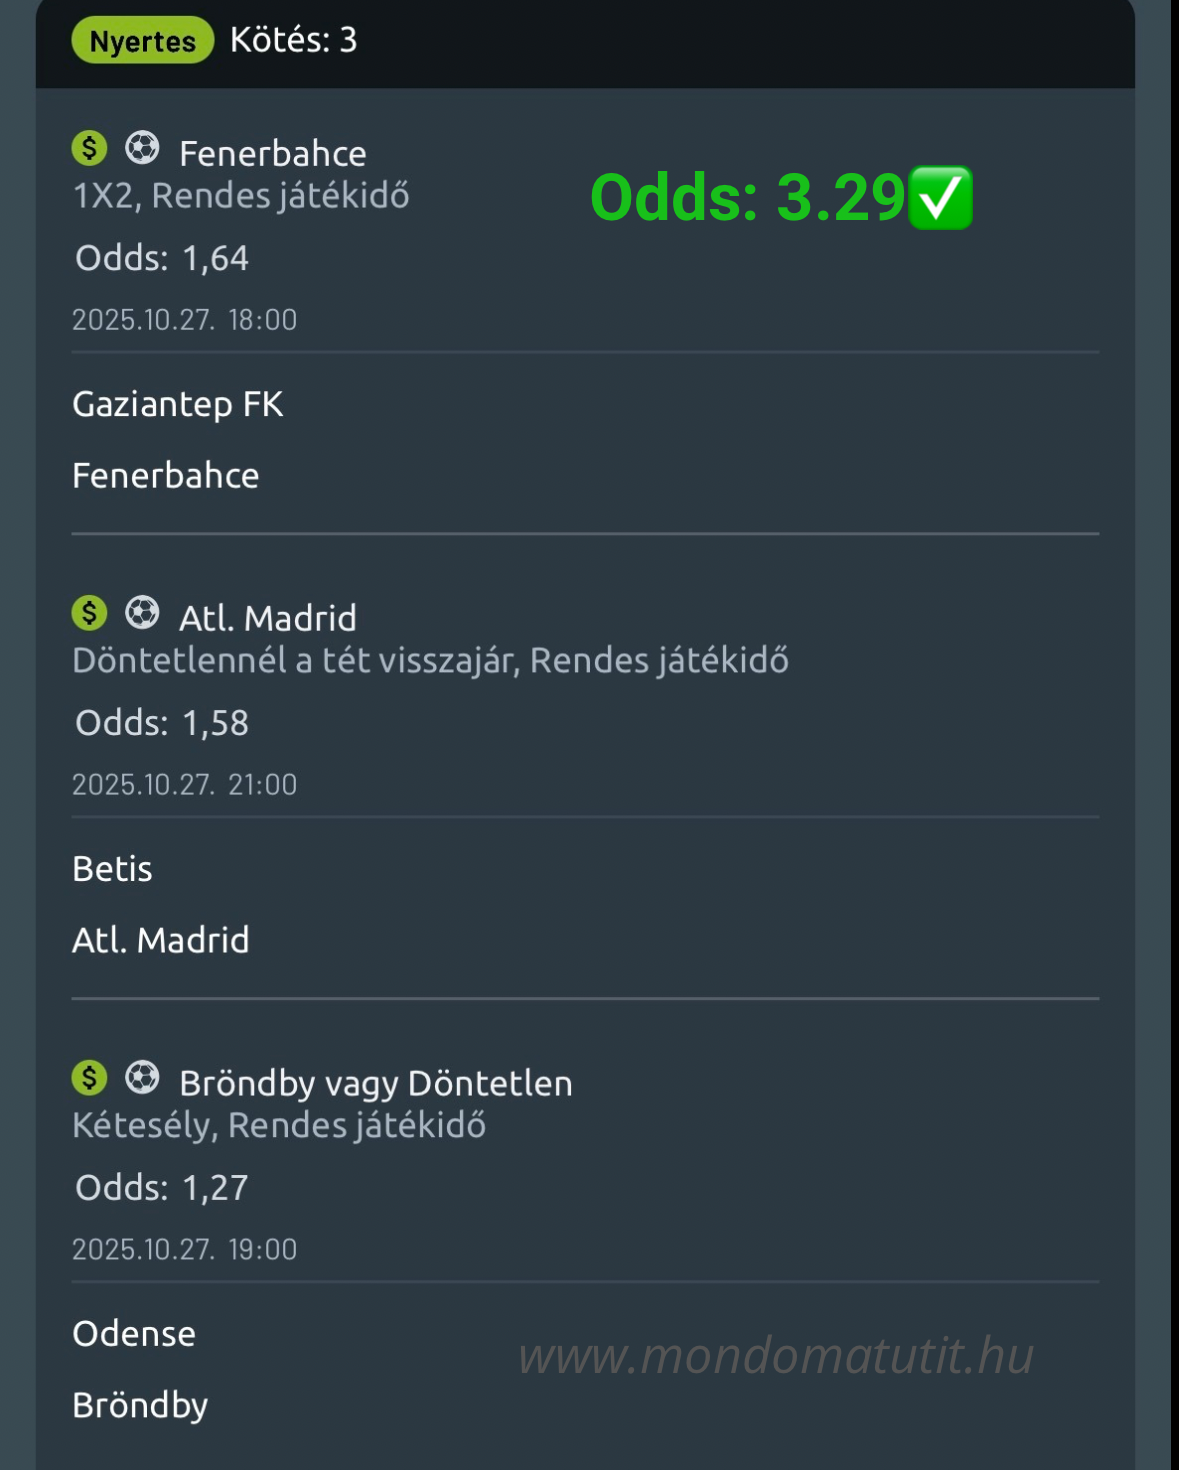 Nyertes Kötés: 3
Fenerbahce
1X2, Rendes játékidő
Odds: 3.29✅
Odds: 1,64
2025.10.27. 18:00
Gaziantep FK
Fenerbahce
Atl. Madrid
Döntetlennél a tét visszajár, Rendes játékidő
Odds: 1,58
2025.10.27. 21:00
Betis
Atl. Madrid
Bröndby vagy Döntetlen
Kétesély, Rendes játékidő
Odds: 1,27
2025.10.27. 19:00
Odense
www.mondomatutit.hu
Bröndby